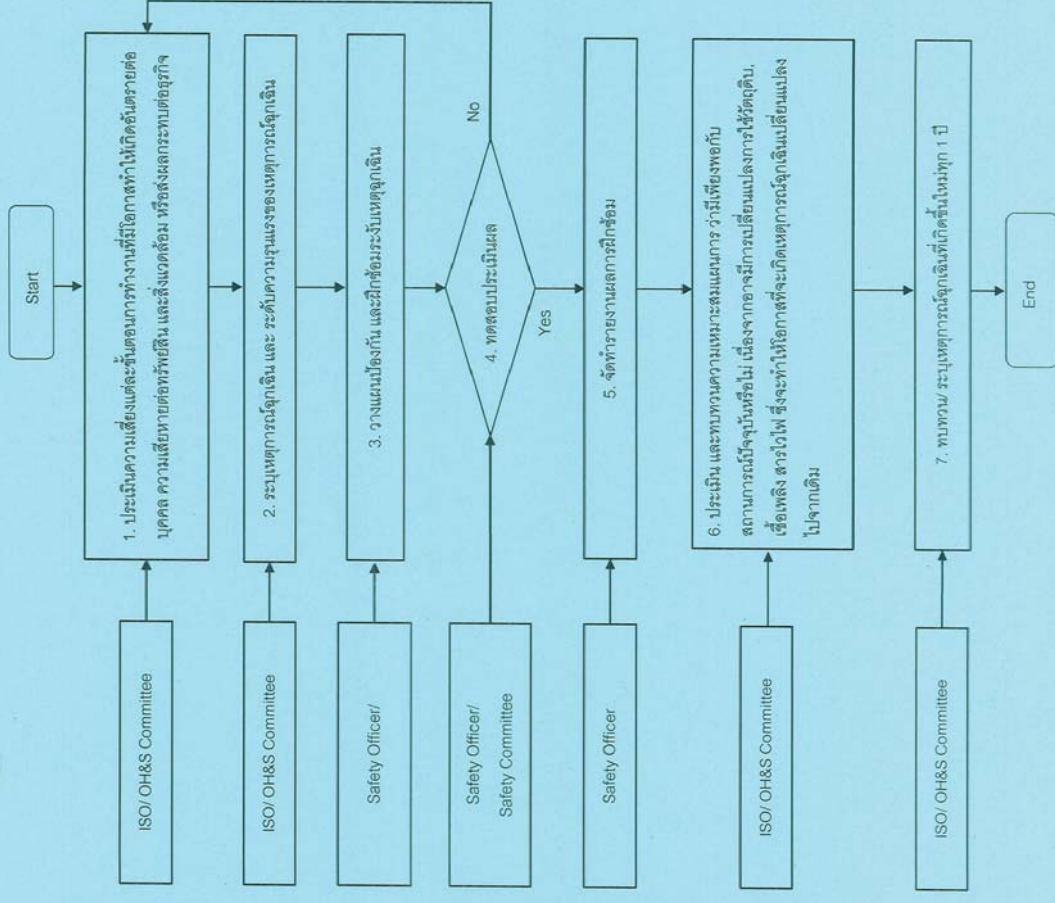 Start
ISO/ OH&S Committee
1. ประเมินความเสี่ยงแต่ละขั้นตอนการทำงานที่มีโอกาสทำให้เกิดอันตรายต่อ
บุคคล ความเสียหายต่อทรัพย์สิน และสิ่งแวดล้อม หรือส่งผลกระทบต่อธุรกิจ
ISO/ OH&S Committee
2. ระบุเหตุการณ์ฉุกเฉิน และ ระดับความรุนแรงของเหตุการณ์ฉุกเฉิน
Safety Officer/
3. วางแผนป้องกัน และฝึกซ้อมระงับเหตุฉุกเฉิน
Safety Officer/
Safety Committee
4. ทดสอบประเมินผล
No
Yes
Safety Officer
5. จัดทำรายงานผลการฝึกซ้อม
ISO/ OH&S Committee
6. ประเมิน และทบทวนความเหมาะสมแผนการ ว่ามีเพียงพอกับ
สถานการณ์ปัจจุบันหรือไม่ เนื่องจากอาจมีการเปลี่ยนแปลงการใช้วัตถุดิบ,
เชื้อเพลิง สารไวไฟ ซึ่งจะทำให้โอกาสที่จะเกิดเหตุการณ์ฉุกเฉินเปลี่ยนแปลง
ไปจากเดิม
ISO/ OH&S Committee
7. ทบทวน/ ระบุเหตุการณ์ฉุกเฉินที่เกิดขึ้นใหม่ทุก 1 ปี
End